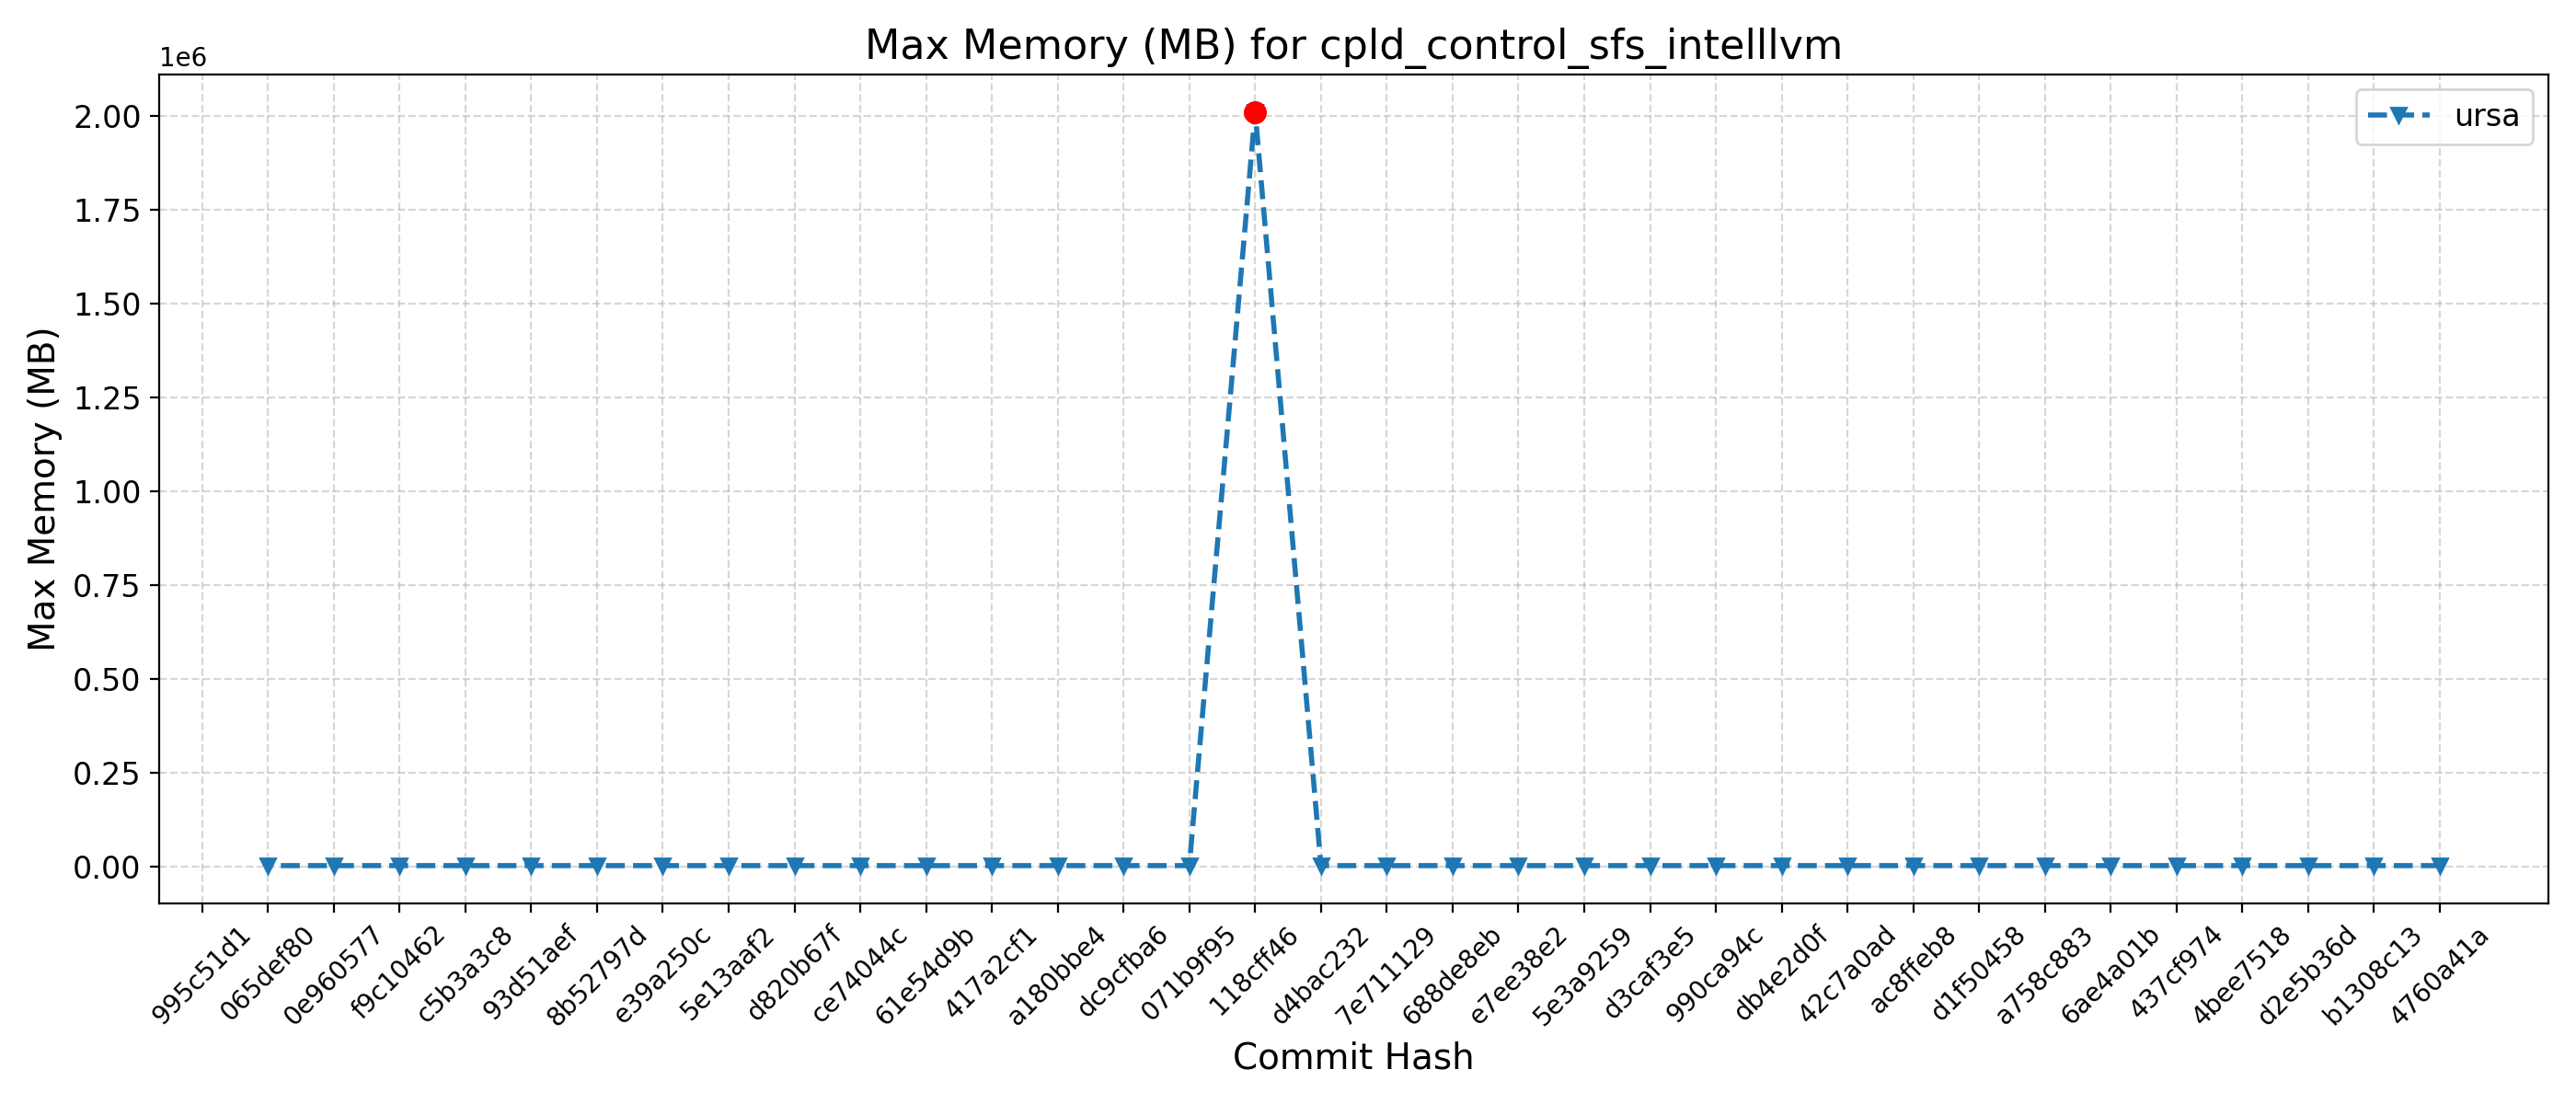 Max Memory (MB) for cpld_control_sfs_intelllvm
1e6
ursa
2.00
1.75
1.50
1.25
1.00
0.75
0.50
0.25
0.00
Max Memory (MB)
995c51d1
065def80
0e960577
f9c10462
c5b3a3c8
93d51aef
8b52797d
e39a250c
5e13aaf2
d820b67f
ce74044c
61e54d9b
417a2cf1
a180bbe4
dc9cfba6
071b9f95
118cff46
d4bac232
7e711129
688de8eb
e7ee38e2
5e3a9259
d3caf3e5
990ca94c
db4e2d0f
42c7a0ad
ac8ffeb8
d1f50458
a758c883
6ae4a01b
437cf974
4bee7518
d2e5b36d
b1308c13
4760a41a
Commit Hash